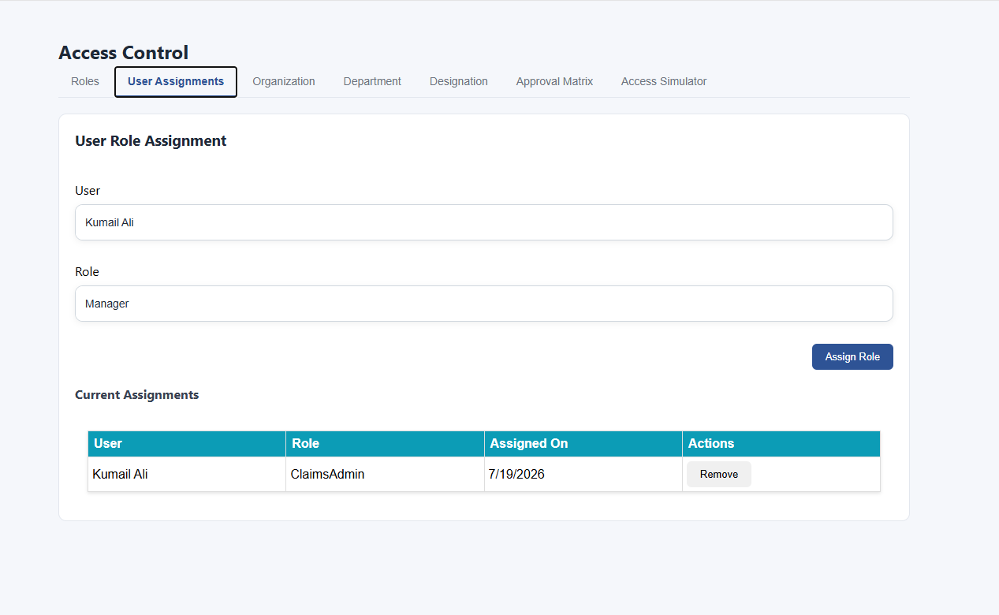 Access Control
Roles User Assignments Organization Department Designation Approval Matrix Access Simulator
User Role Assignment
User
Kumail Ali
Role
Manager
Assign Role
Current Assignments
User Role Assigned On Actions
Kumail Ali ClaimsAdmin 7/19/2026 Remove